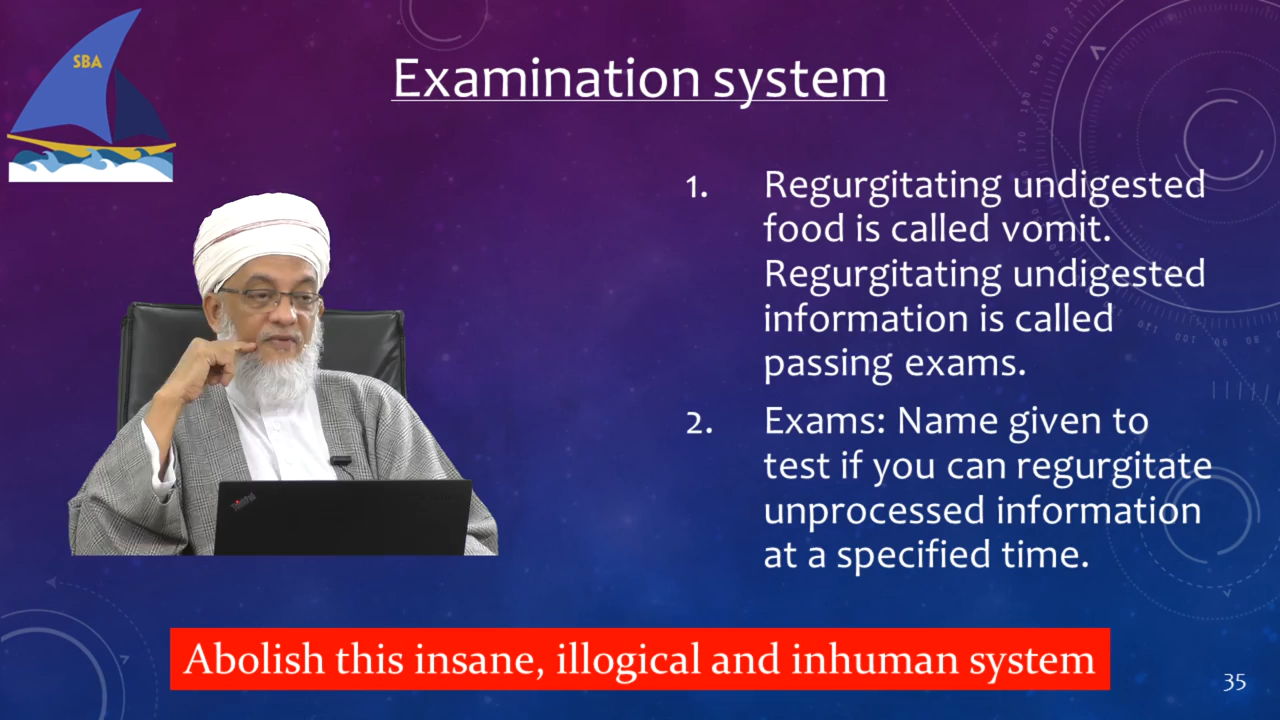 SBA
Examination system
1. Regurgitating undigested
food is called vomit.
Regurgitating undigested
information is called
passing exams.
2. Exams: Name given to
test if you can regurgitate
unprocessed information
at a specified time.
ThinkPad
Abolish this insane, illogical and inhuman system
35